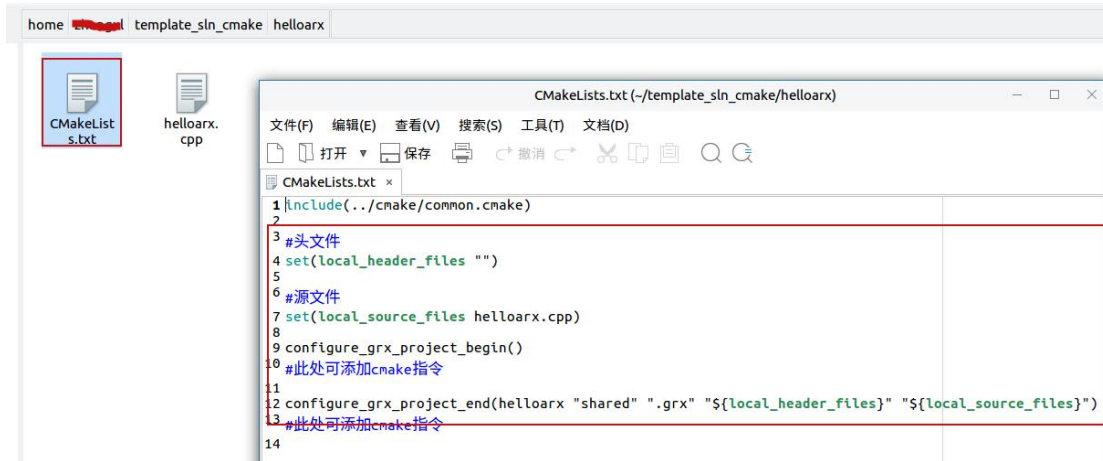 home template_sln_cmake helloarx
CMakeLists.txt (~/template_sln_cmake/helloarx)
CMakeList
s.txt
helloarx.
cpp
文件(F) 编辑(E) 查看(V) 搜索(S) 工具(T) 文档(D)
打开 保存 撤消
CMakeLists.txt ×
1 include(../cmake/common.cmake)
2
3 #头文件
4 set(local_header_files "")
5
6 #源文件
7 set(local_source_files helloarx.cpp)
8
9 configure_grx_project_begin()
10 #此处可添加cmake指令
11
12 configure_grx_project_end(helloarx "shared" ".grx" "${local_header_files}" "${local_source_files}")
13 #此处可添加cmake指令
14